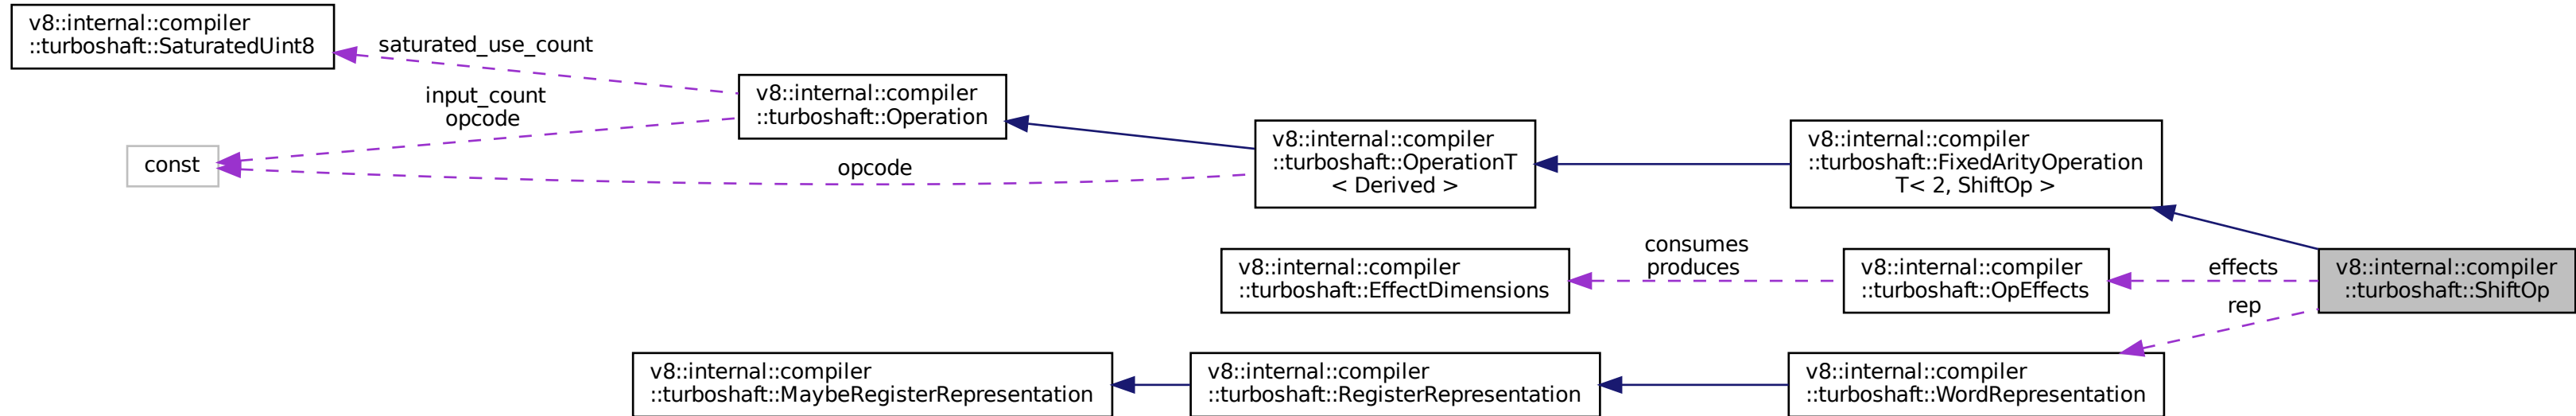 v8::internal::compiler
::turboshaft::SaturatedUint8
saturated_use_count
input_count
opcode
v8::internal::compiler
::turboshaft::Operation
const
opcode
v8::internal::compiler
::turboshaft::OperationT
< Derived >
v8::internal::compiler
::turboshaft::FixedArityOperation
T< 2, ShiftOp >
v8::internal::compiler
::turboshaft::EffectDimensions
consumes
produces
v8::internal::compiler
::turboshaft::OpEffects
effects
rep
v8::internal::compiler
::turboshaft::ShiftOp
v8::internal::compiler
::turboshaft::MaybeRegisterRepresentation
v8::internal::compiler
::turboshaft::RegisterRepresentation
v8::internal::compiler
::turboshaft::WordRepresentation